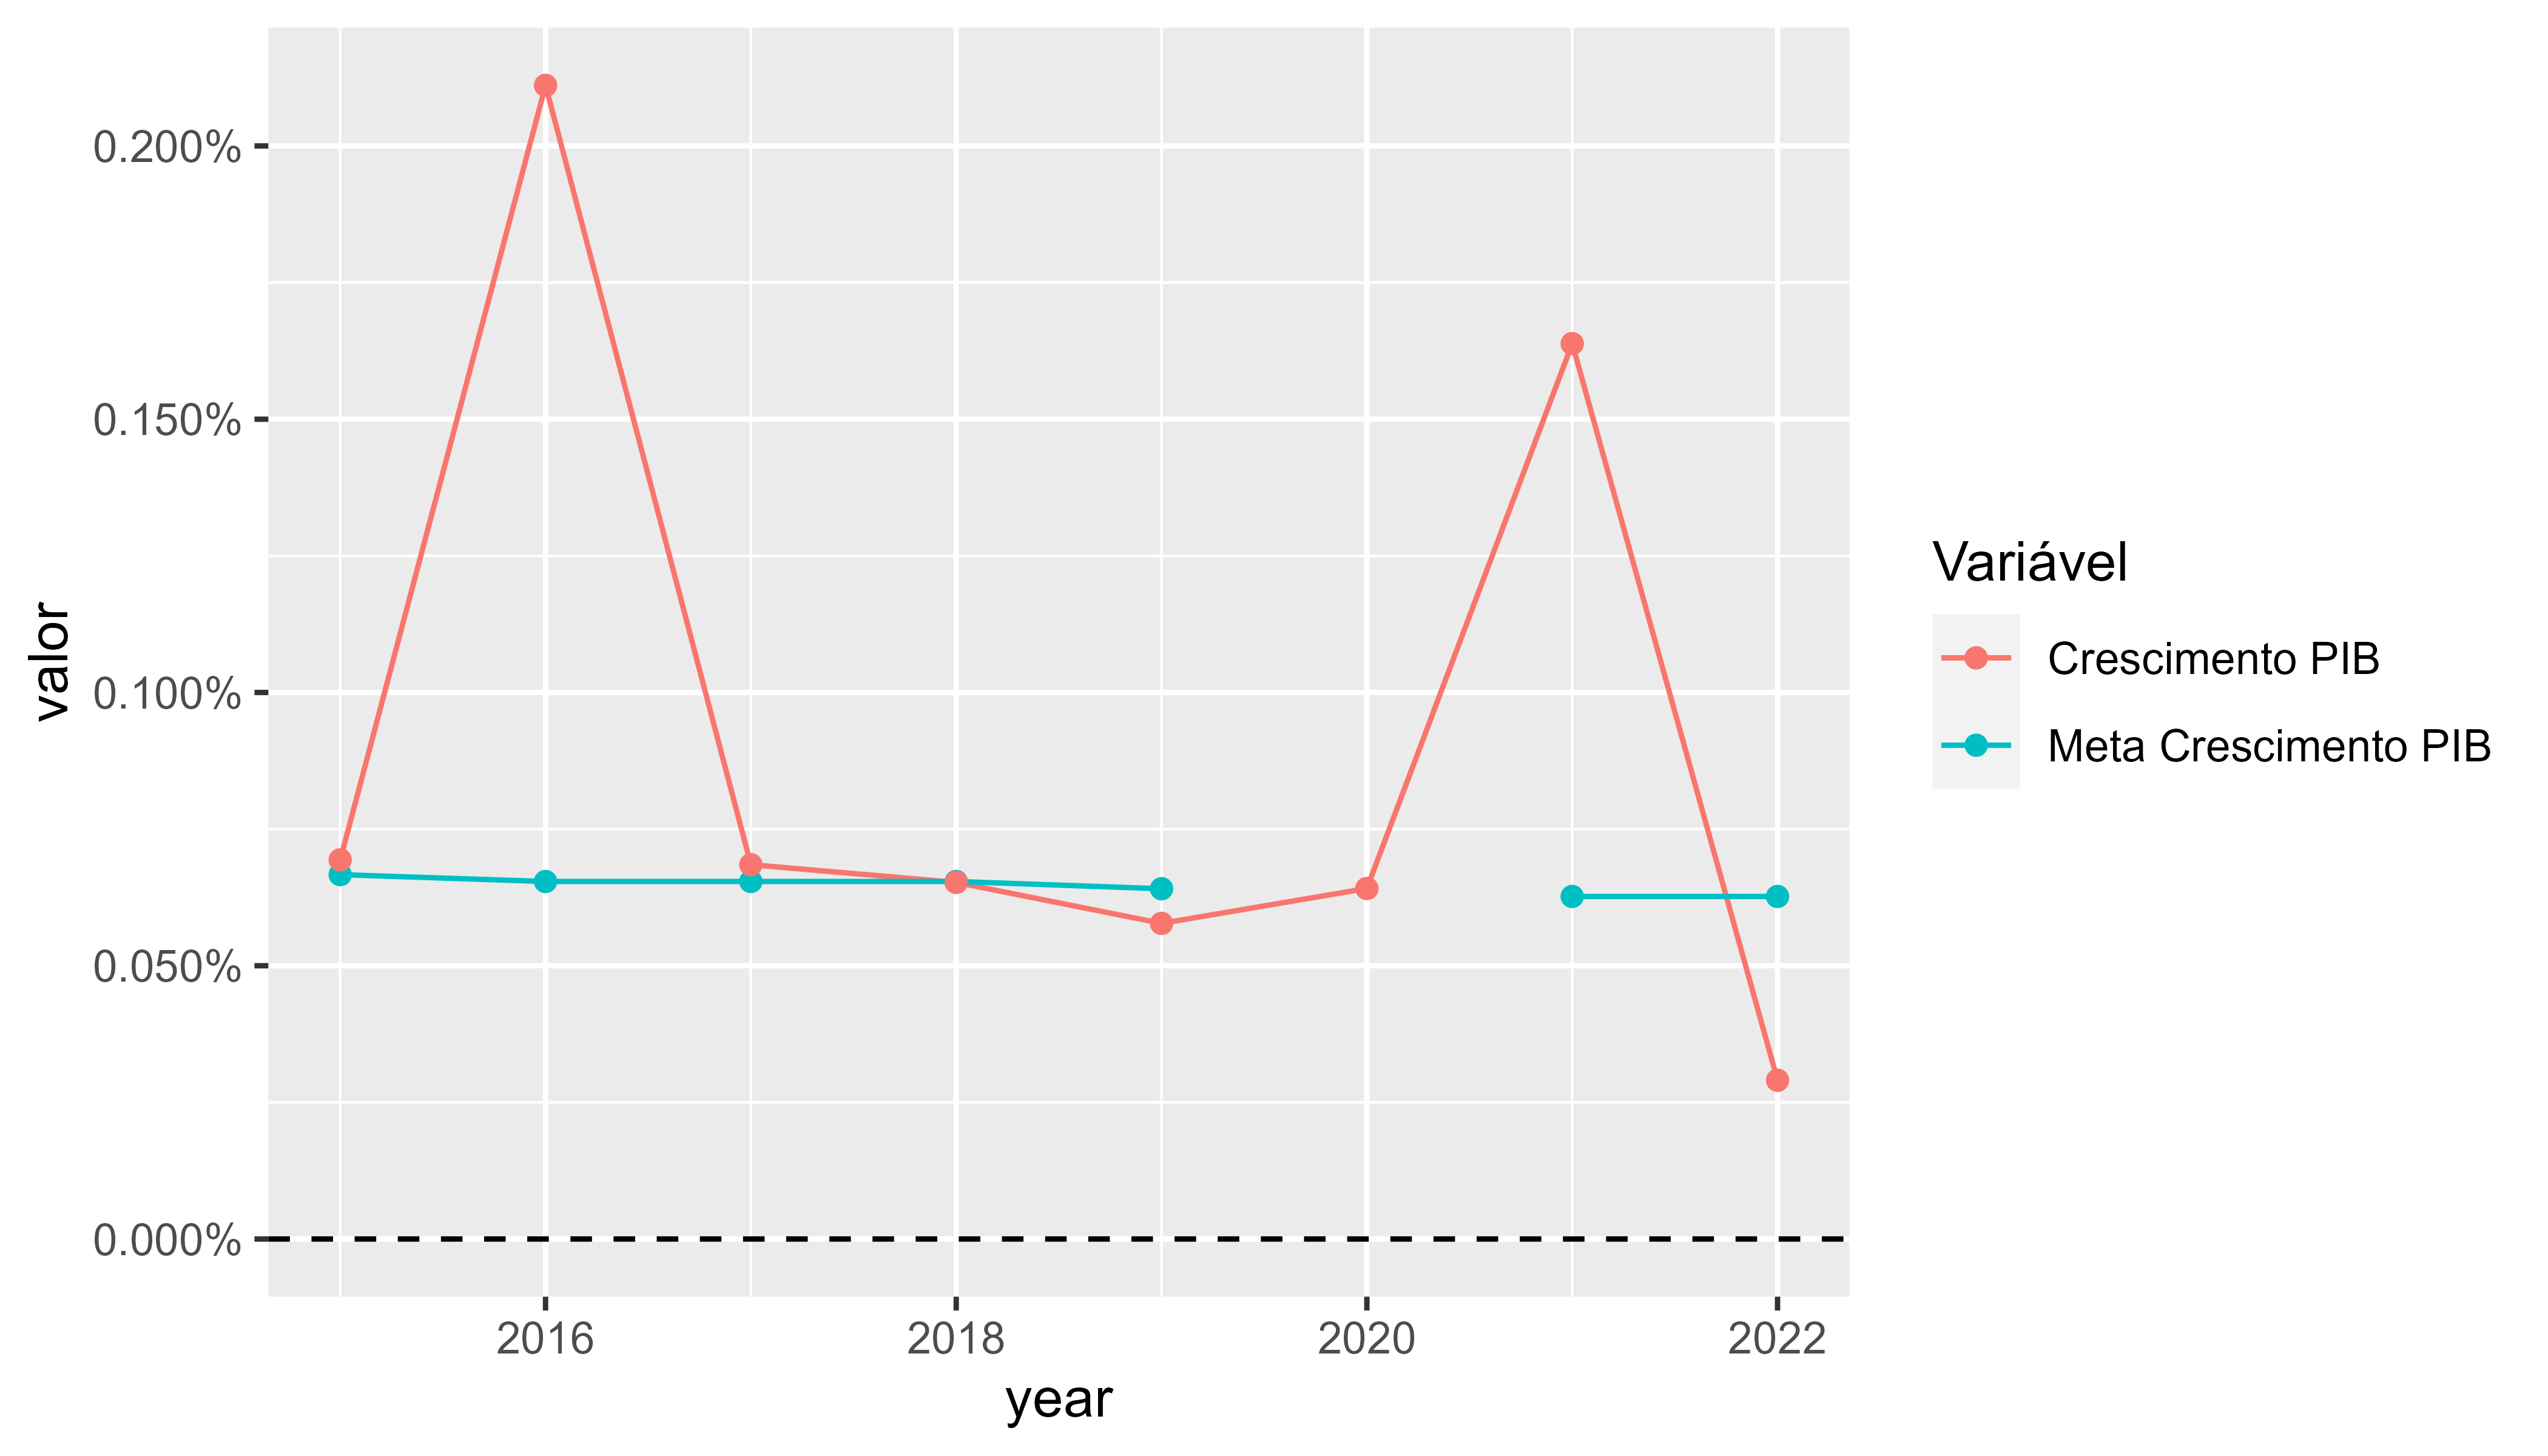 0.200%
0.150%
0.100%
0.050%
0.000%
valor
2016 2018 2020 2022
year
Variável
Crescimento PIB
Meta Crescimento PIB